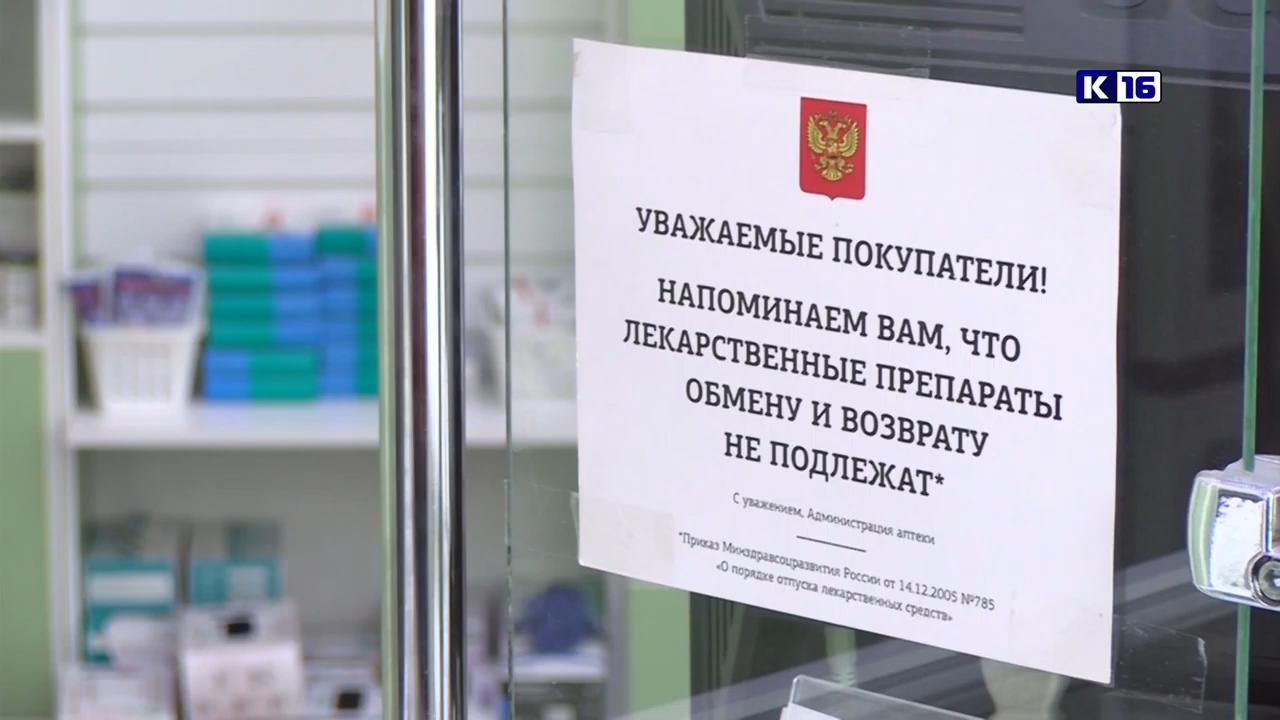 К 16
УВАЖАЕМЫЕ ПОКУПАТЕЛИ!
НАПОМИНАЕМ ВАМ, ЧТО
ЛЕКАРСТВЕННЫЕ ПРЕПАРАТЫ
ОБМЕНУ И ВОЗВРАТУ
НЕ ПОДЛЕЖАТ*
С уважением, Администрация аптеки
*Приказ Минздравсоцразвития России от 14.12.2005 №785
«О порядке отпуска лекарственных средств»